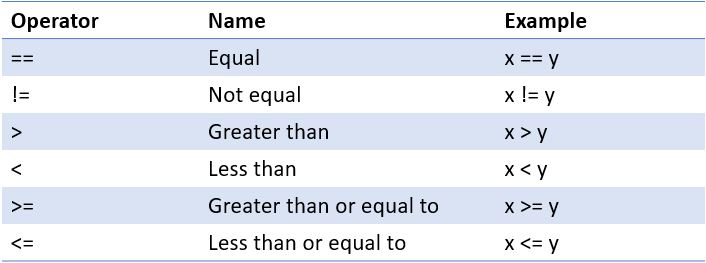 Operator Name Example
== Equal x == y
!= Not equal x != y
> Greater than x > y
< Less than x < y
>= Greater than or equal to x >= y
<= Less than or equal to x <= y